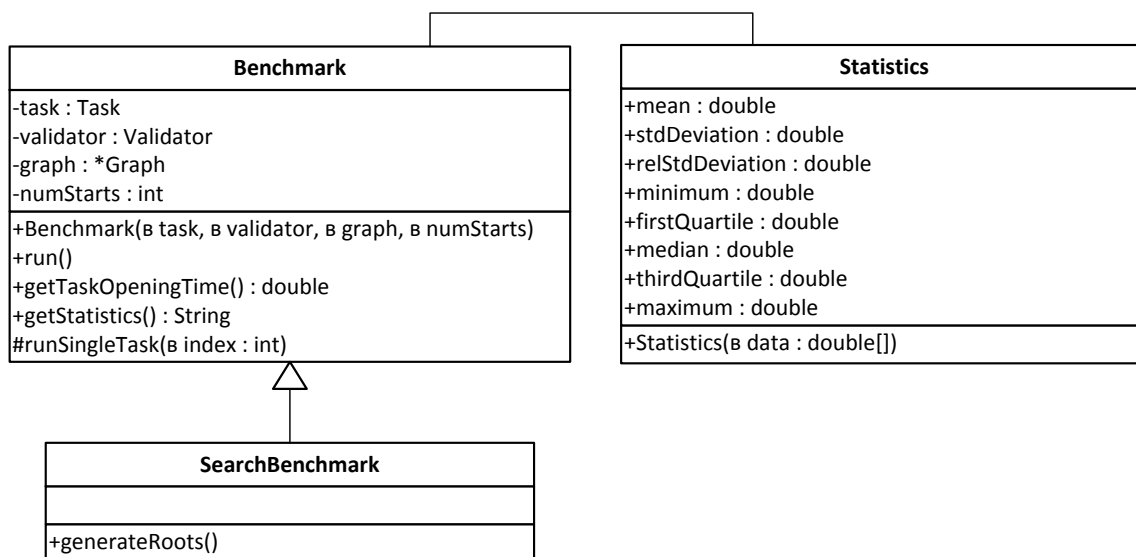 Benchmark
-task : Task
-validator : Validator
-graph : *Graph
-numStarts : int
+Benchmark(в task, в validator, в graph, в numStarts)
+run()
+getTaskOpeningTime() : double
+getStatistics() : String
#runSingleTask(в index : int)
Statistics
+mean : double
+stdDeviation : double
+relStdDeviation : double
+minimum : double
+firstQuartile : double
+median : double
+thirdQuartile : double
+maximum : double
+Statistics(в data : double[])
SearchBenchmark
+generateRoots()